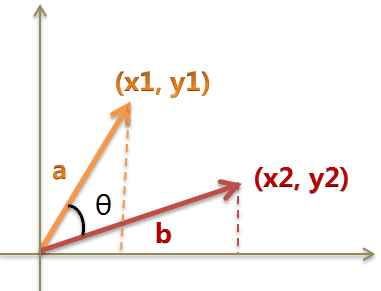 (x1, y1)
a
(x2, y2)
θ
b